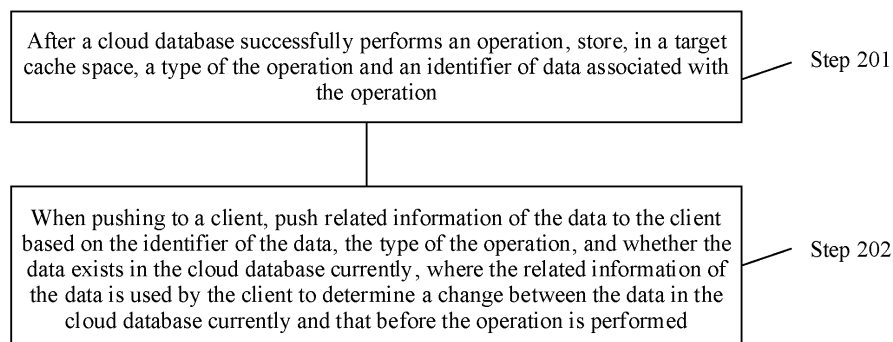 After a cloud database successfully performs an operation, store, in a target
cache space, a type of the operation and an identifier of data associated with
the operation
Step 201
When pushing to a client, push related information of the data to the client
based on the identifier of the data, the type of the operation, and whether the
data exists in the cloud database currently, where the related information of
the data is used by the client to determine a change between the data in the
cloud database currently and that before the operation is performed
Step 202